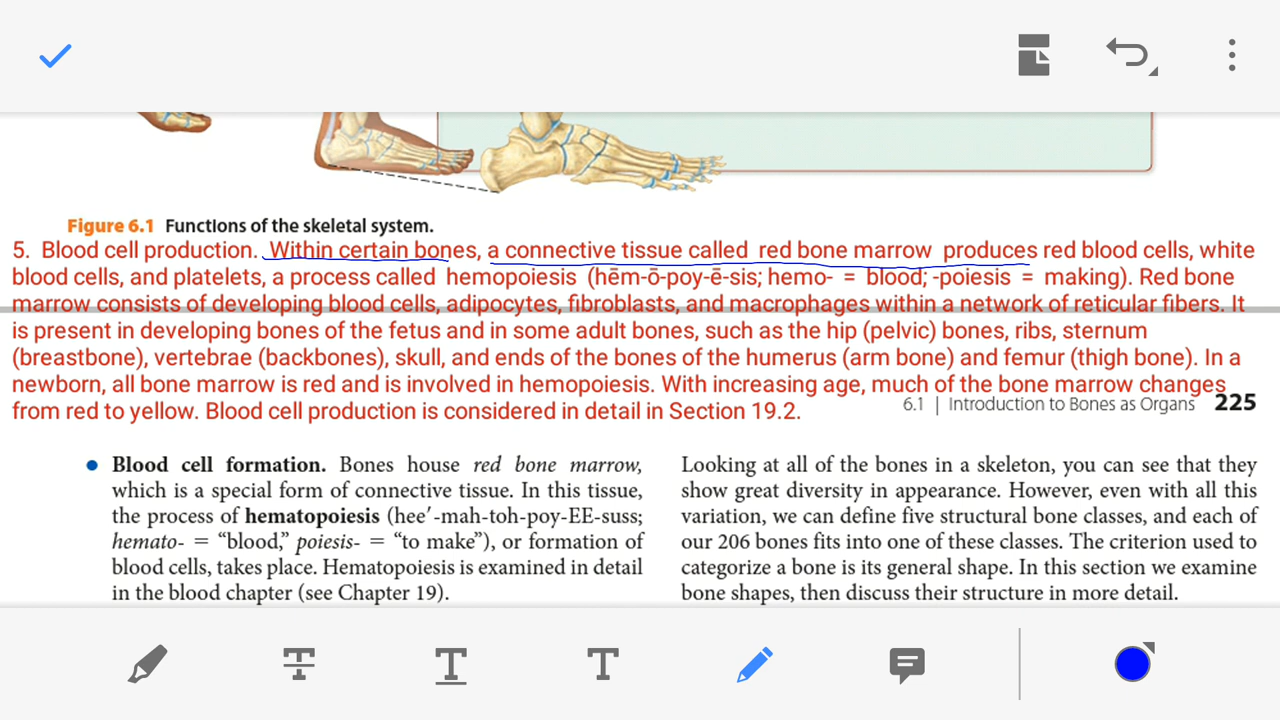 Figure 6.1 Functions of the skeletal system.
5. Blood cell production. Within certain bones, a connective tissue called red bone marrow produces red blood cells, white
blood cells, and platelets, a process called hemopoiesis (hēm-ō-poy-ē-sis; hemo- = blood; -poiesis = making). Red bone
marrow consists of developing blood cells, adipocytes, fibroblasts, and macrophages within a network of reticular fibers. It
is present in developing bones of the fetus and in some adult bones, such as the hip (pelvic) bones, ribs, sternum
(breastbone), vertebrae (backbones), skull, and ends of the bones of the humerus (arm bone) and femur (thigh bone). In a
newborn, all bone marrow is red and is involved in hemopoiesis. With increasing age, much of the bone marrow changes
from red to yellow. Blood cell production is considered in detail in Section 19.2.
6.1 | Introduction to Bones as Organs 225
• Blood cell formation. Bones house red bone marrow,
which is a special form of connective tissue. In this tissue,
the process of hematopoiesis (hee′-mah-toh-poy-EE-suss;
hemato- = “blood,” poiesis- = “to make”), or formation of
blood cells, takes place. Hematopoiesis is examined in detail
in the blood chapter (see Chapter 19).
Looking at all of the bones in a skeleton, you can see that they
show great diversity in appearance. However, even with all this
variation, we can define five structural bone classes, and each of
our 206 bones fits into one of these classes. The criterion used to
categorize a bone is its general shape. In this section we examine
bone shapes, then discuss their structure in more detail.
T
T
T